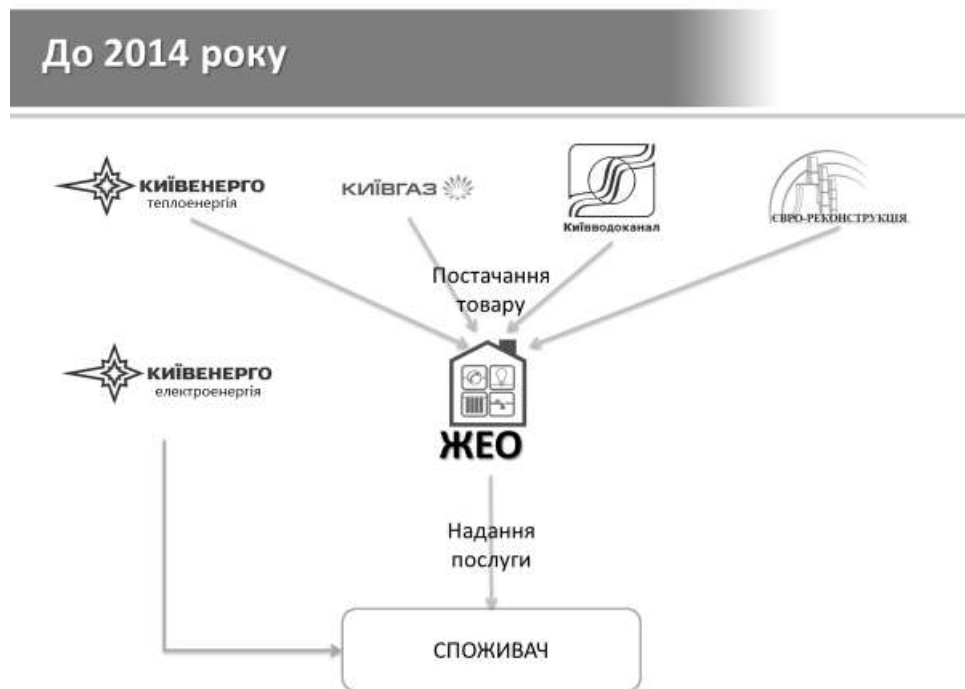 До 2014 року
КИЇВЕНЕРГО
теплоенергія
КИЇВГАЗ
Київводоканал
ЄВРО-РЕКОНСТРУКЦІЯ
Постачання
товару
КИЇВЕНЕРГО
електроенергія
ЖЕО
Надання
послуги
СПОЖИВАЧ